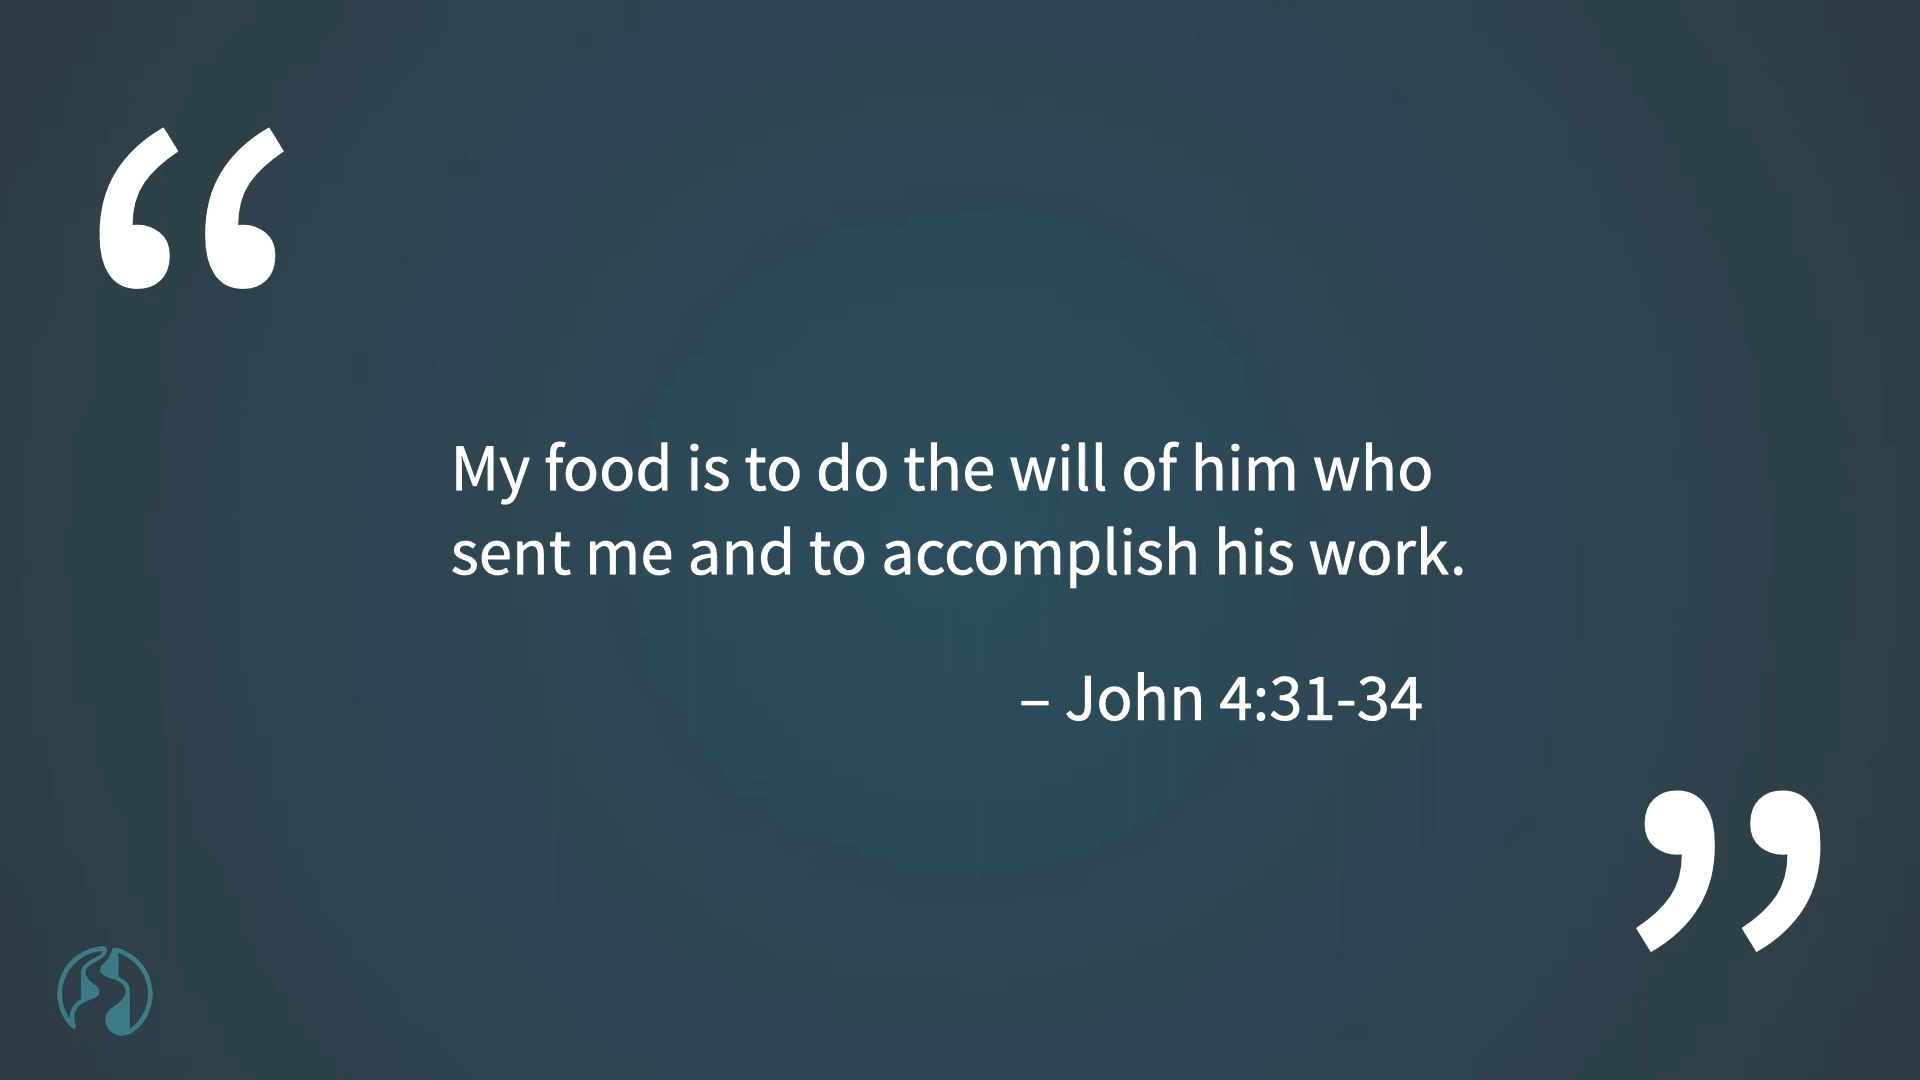 “
My food is to do the will of him who
sent me and to accomplish his work.
– John 4:31-34
”